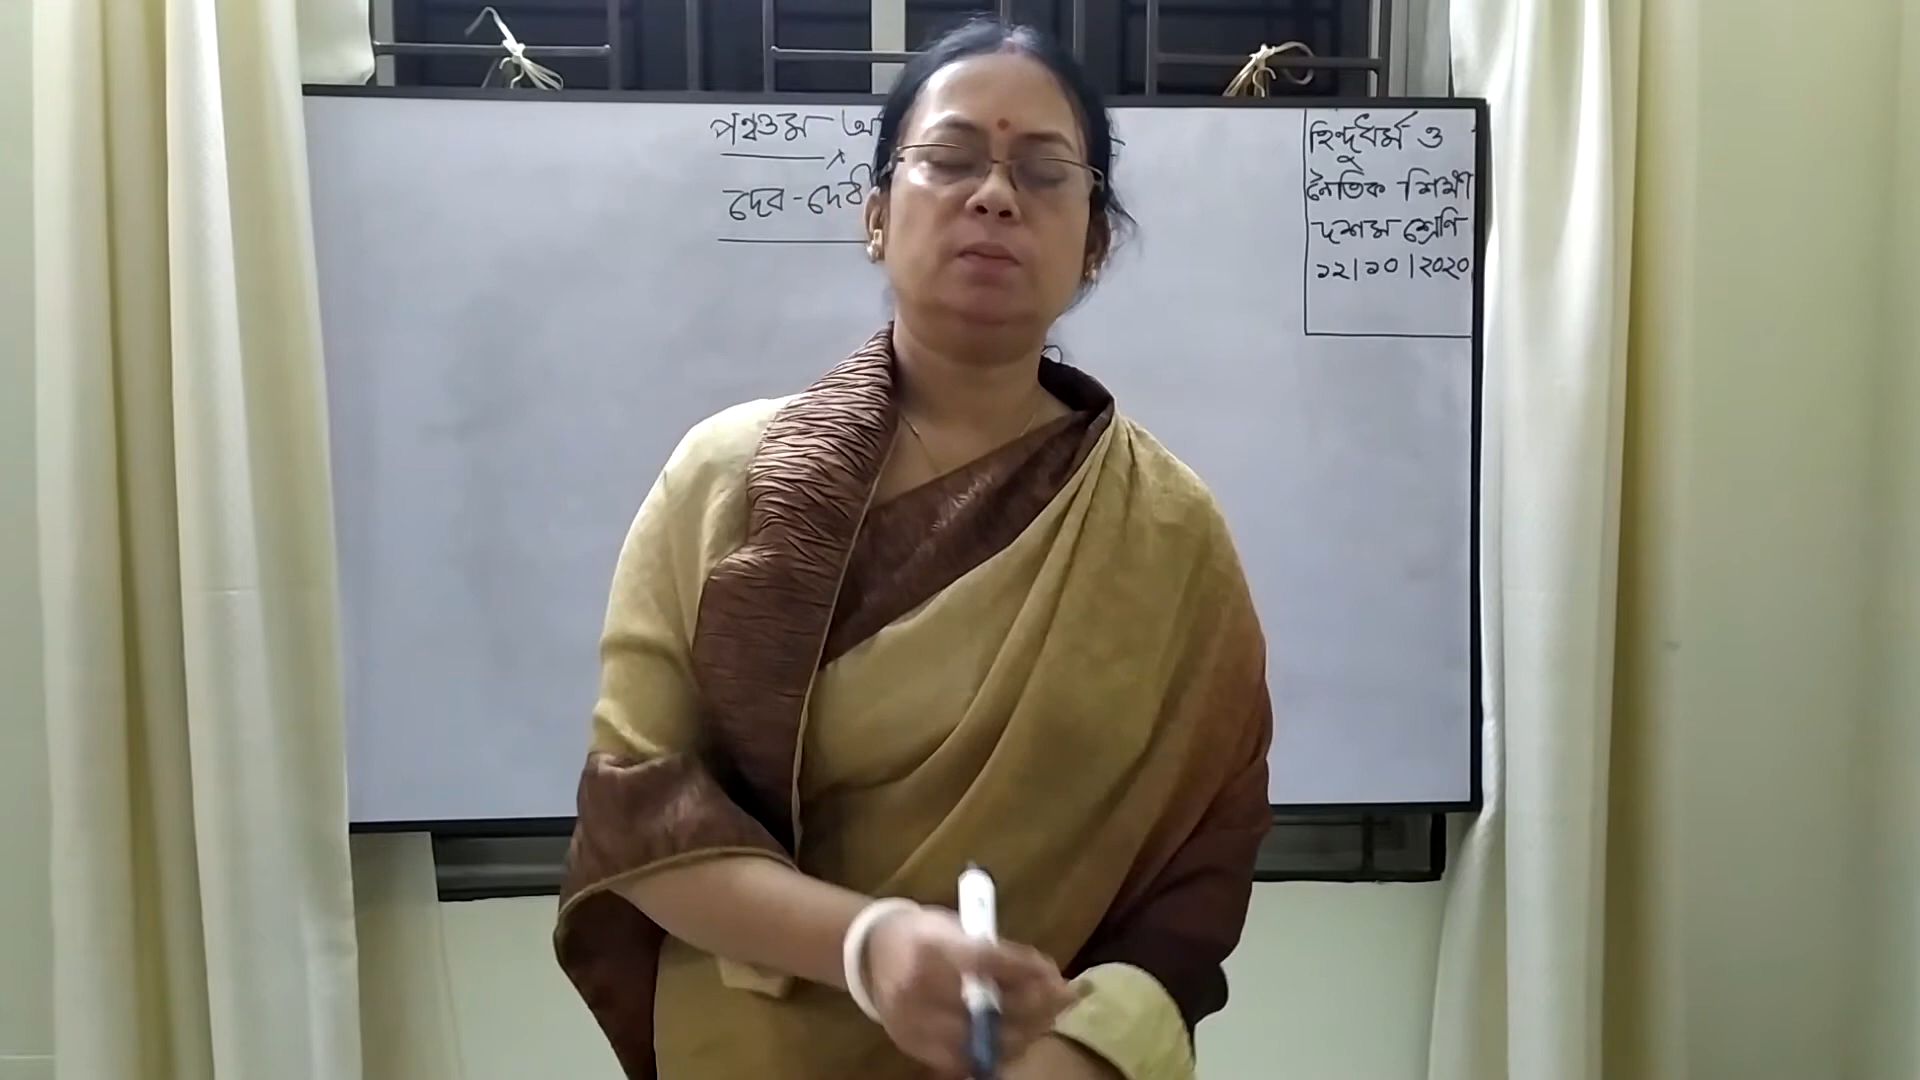 পঞ্চম
দেব-দেবী
হিন্দুধর্ম ও
নৈতিক শিক্ষা
দশম শ্রেণি
১২।১০।২০২০